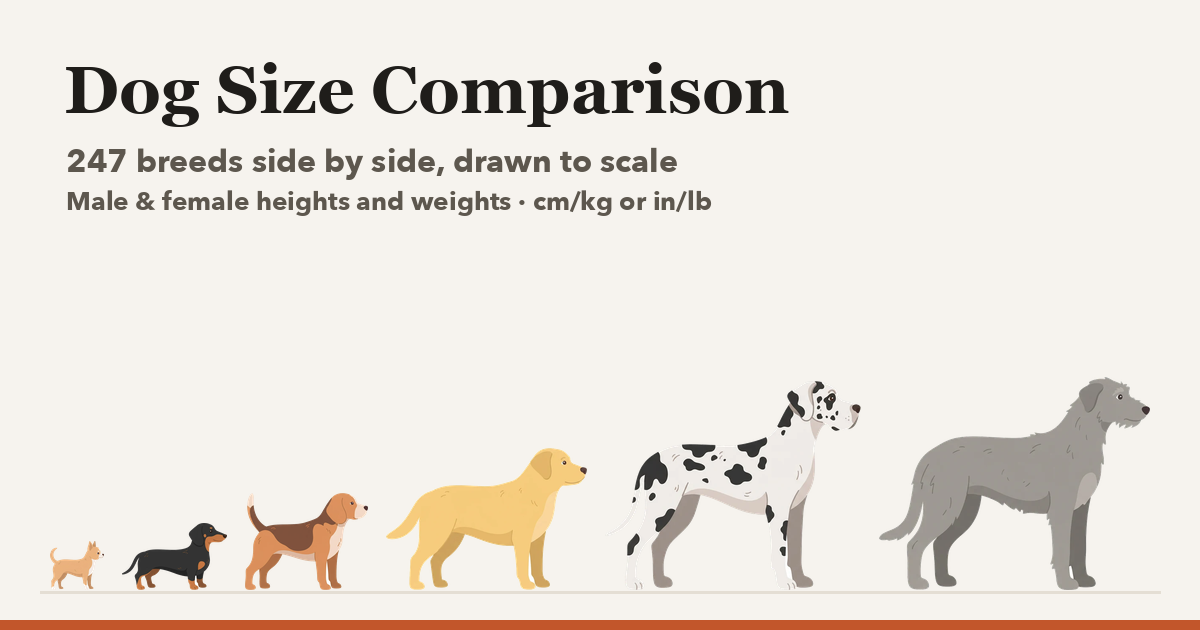 Dog Size Comparison
247 breeds side by side, drawn to scale
Male & female heights and weights · cm/kg or in/lb